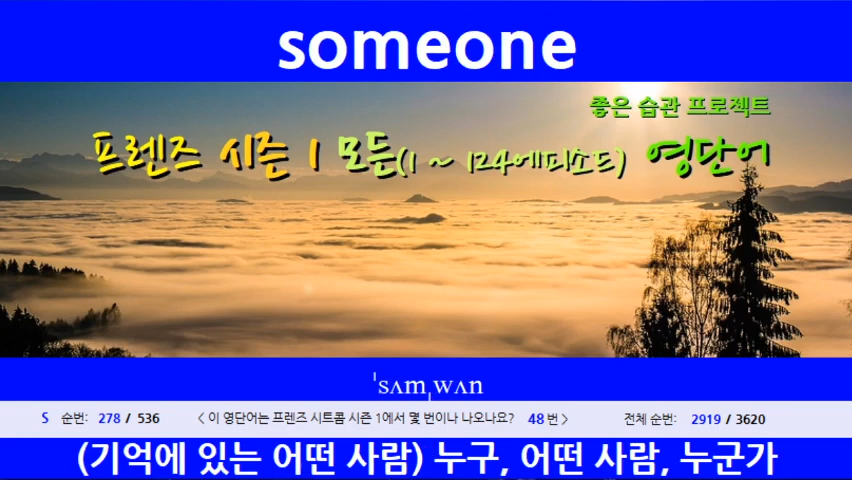 someone
좋은 습관 프로젝트
프렌즈 시즌 1 모든(1 ~ 124에피소드) 영단어
ˈsʌmˌwʌn
S 순번: 278 / 536 < 이 영단어는 프렌즈 시트콤 시즌 1에서 몇 번이나 나오나요? 48 번 > 전체 순번: 2919 / 3620
(기억에 있는 어떤 사람) 누구, 어떤 사람, 누군가